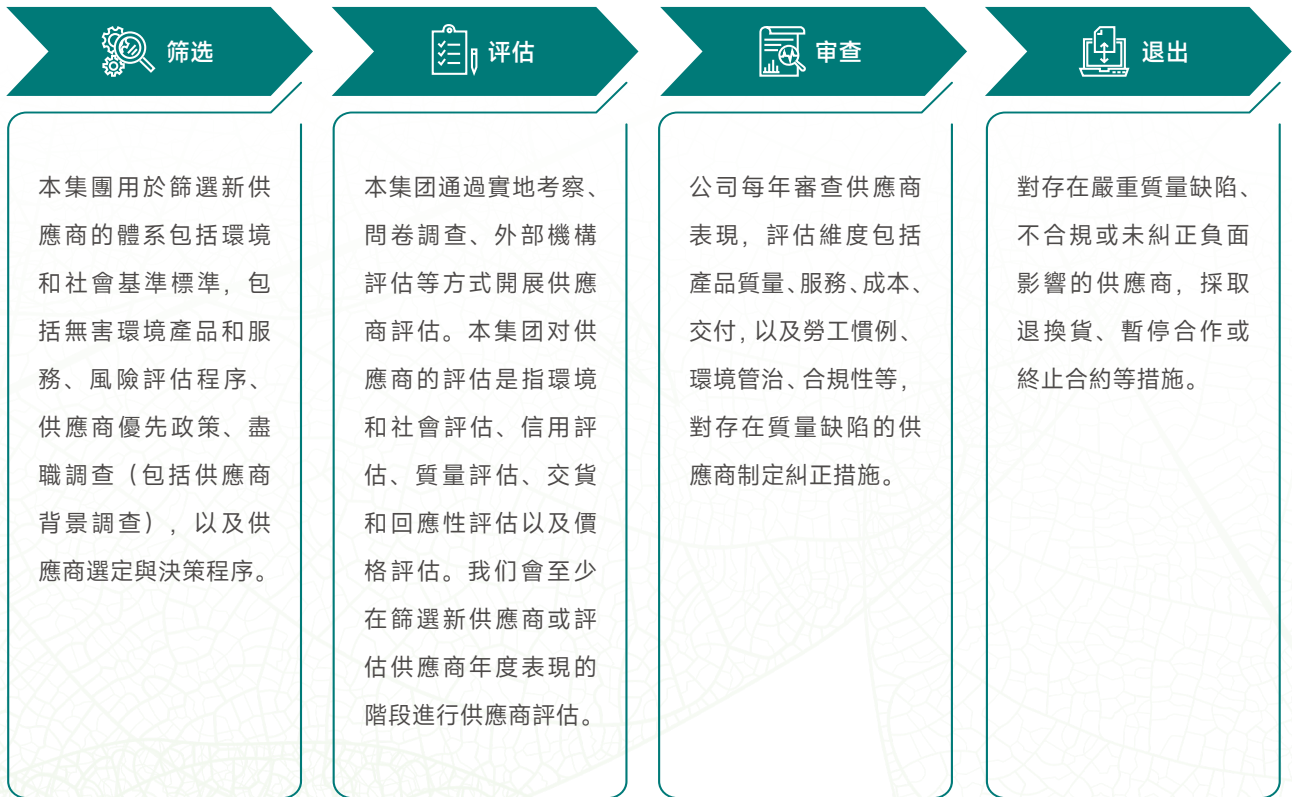 筛选
本集團用於篩選新供
應商的體系包括環境
和社會基準標準，包
括無害環境產品和服
務、風險評估程序、
供應商優先政策、盡
職調查（包括供應商
背景調查），以及供
應商選定與決策程序。
评估
本集团通過實地考察、
問卷調查、外部機構
評估等方式開展供應
商評估。本集团对供
應商的評估是指環境
和社會評估、信用評
估、質量評估、交貨
和回應性評估以及價
格評估。我们會至少
在篩選新供應商或評
估供應商年度表現的
階段進行供應商評估。
审查
公司每年審查供應商
表現，評估維度包括
產品質量、服務、成本、
交付，以及勞工慣例、
環境管治、合規性等，
對存在質量缺陷的供
應商制定糾正措施。
退出
對存在嚴重質量缺陷、
不合規或未糾正負面
影響的供應商，採取
退換貨、暫停合作或
終止合約等措施。